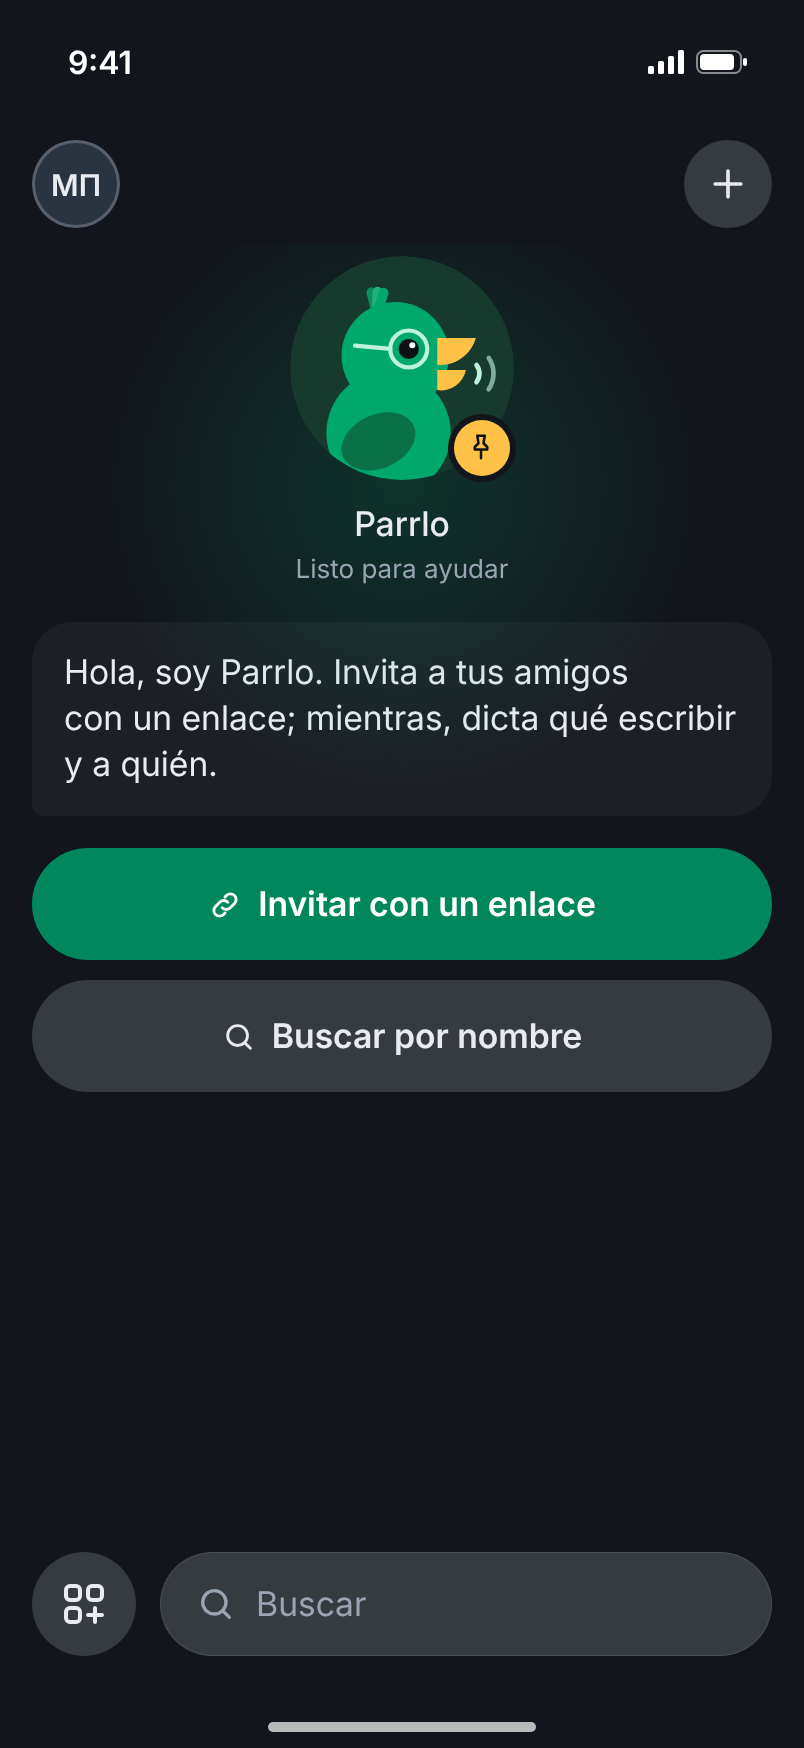 9:41
МП
Parrlo
Listo para ayudar
Hola, soy Parrlo. Invita a tus amigos
con un enlace; mientras, dicta qué escribir
y a quién.
Invitar con un enlace
Buscar por nombre
Buscar